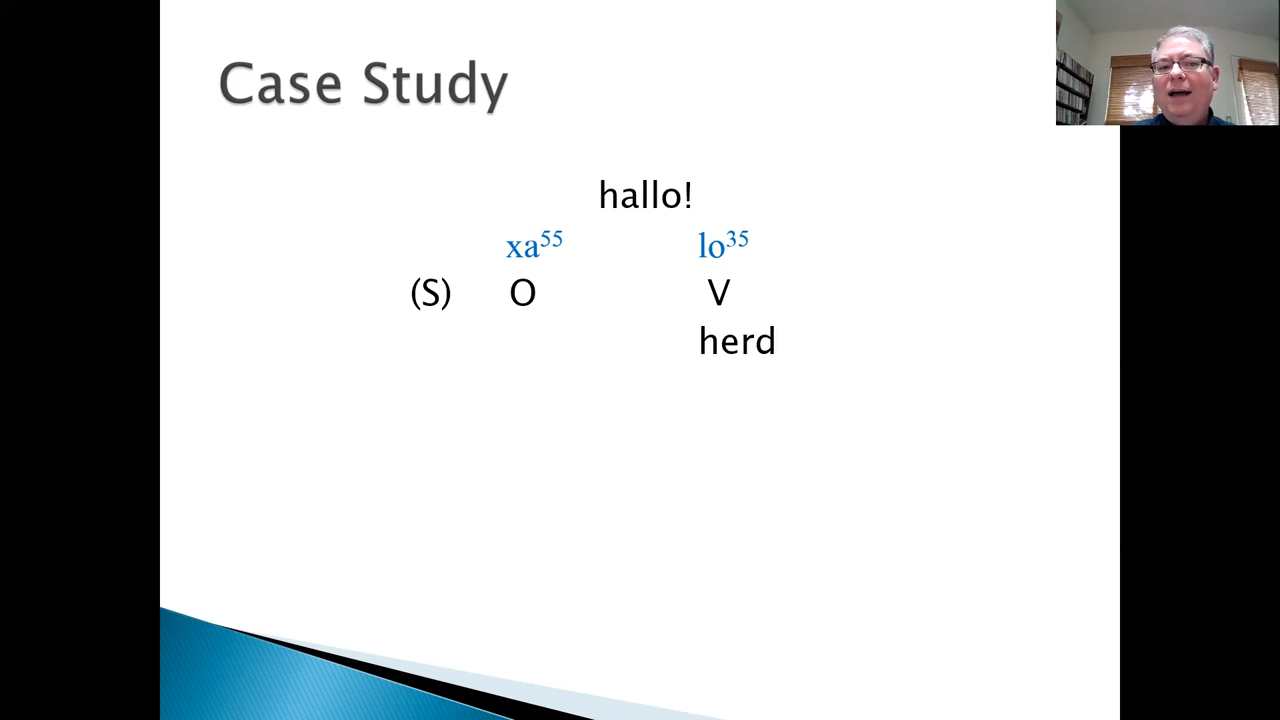 Case Study
hallo!
xa⁵⁵ lo³⁵
(S) O V
herd